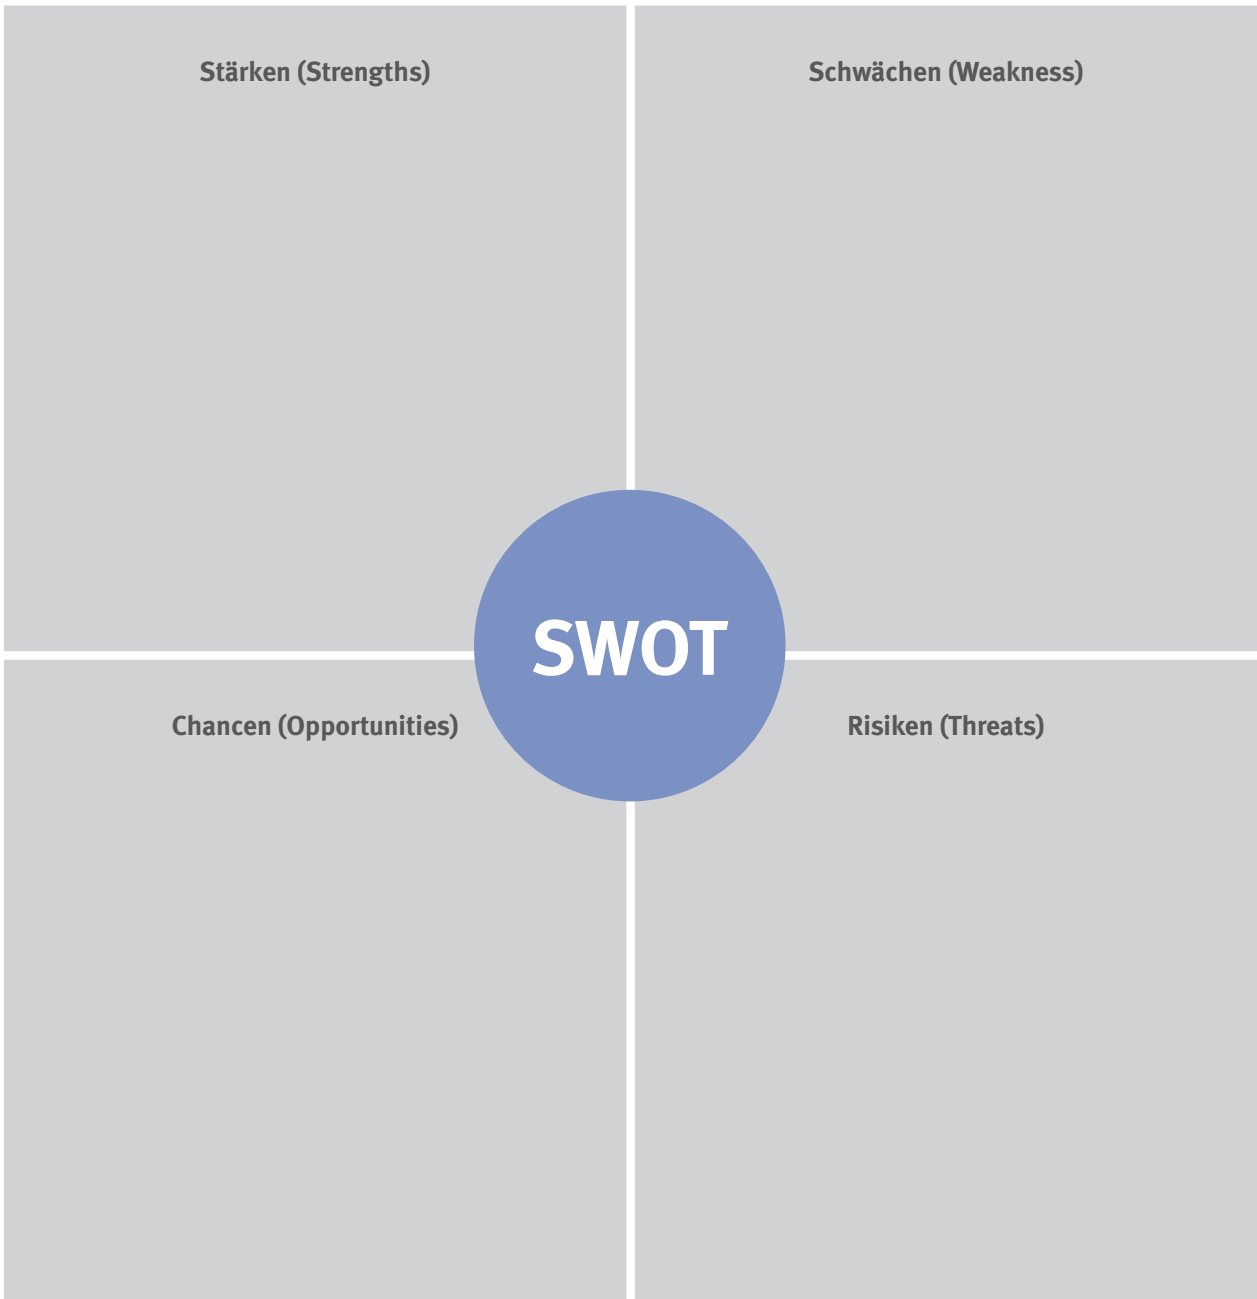 Stärken (Strengths)
Schwächen (Weakness)
SWOT
Chancen (Opportunities)
Risiken (Threats)